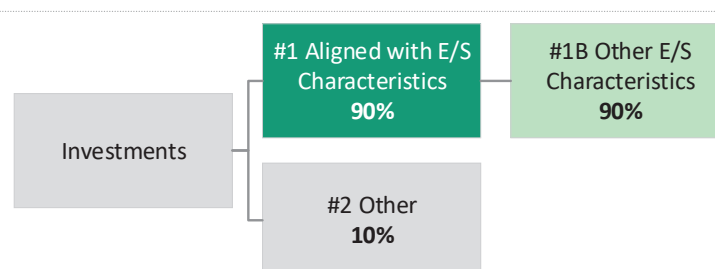 #1 Aligned with E/S
Characteristics
90%
#1B Other E/S
Characteristics
90%
Investments
#2 Other
10%